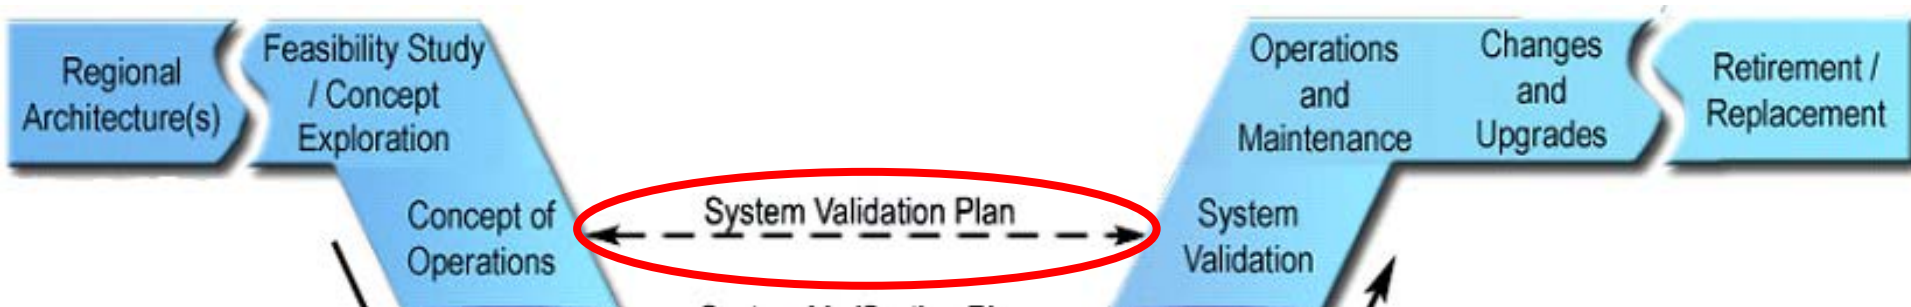 Regional
Architecture(s)
Feasibility Study
/ Concept
Exploration
Concept of
Operations
System Validation Plan
Operations
and
Maintenance
Changes
and
Upgrades
Retirement /
Replacement
System
Validation